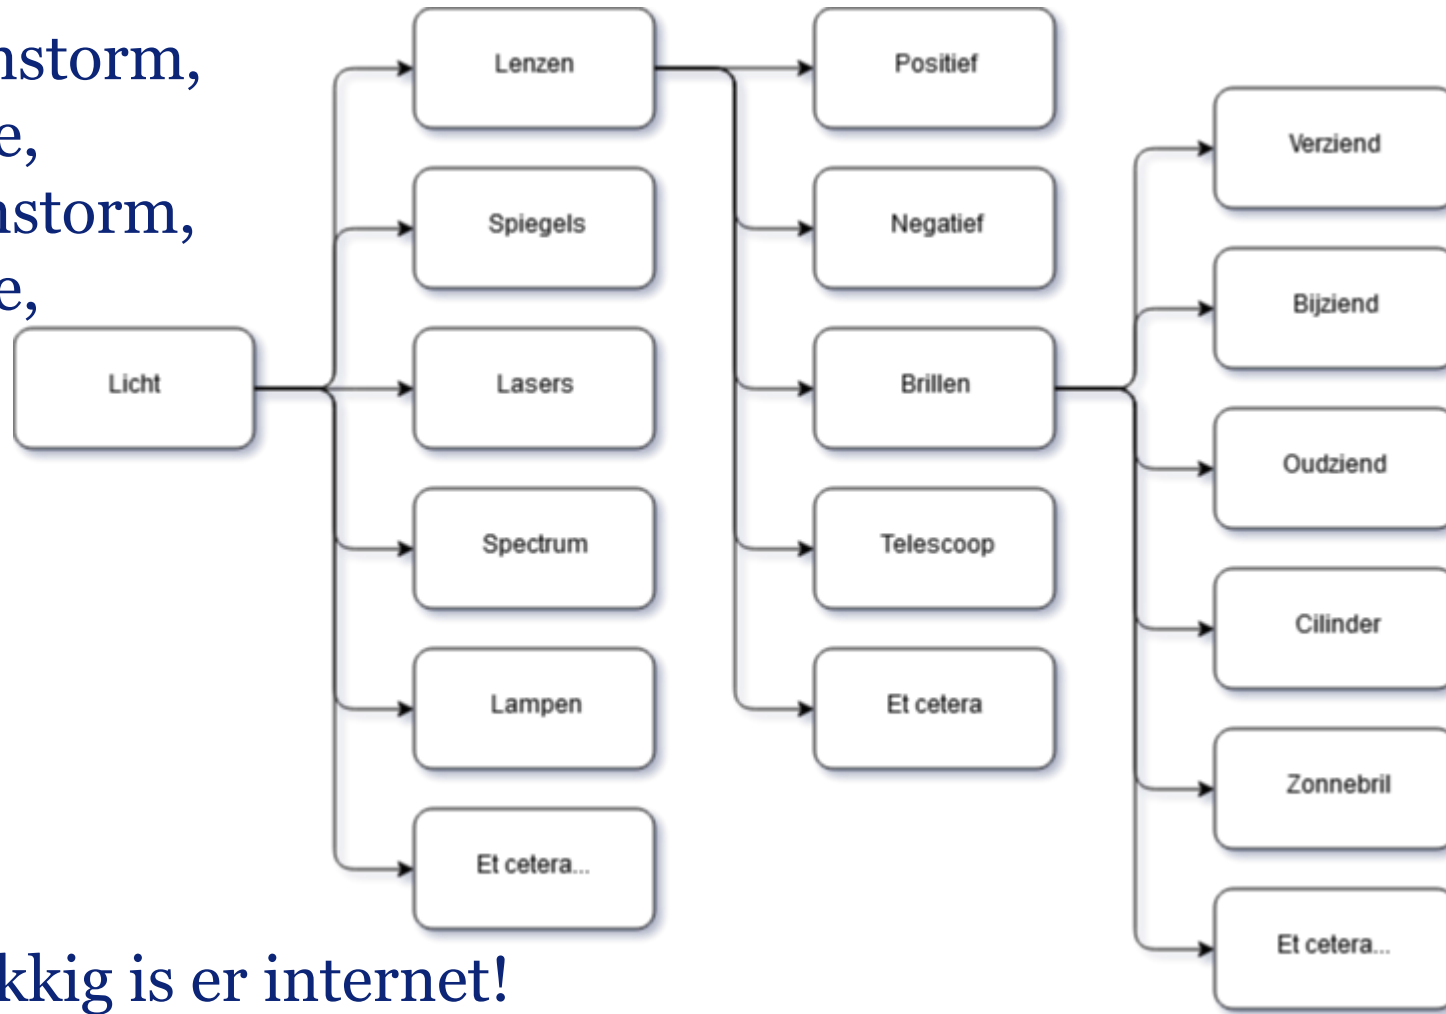 nstorm,
e,
nstorm,
e,
Licht
Lenzen
Spiegels
Lasers
Spectrum
Lampen
Et cetera...
Positief
Negatief
Brillen
Telescoop
Et cetera
Verziend
Bijziend
Oudziend
Cilinder
Zonnebril
Et cetera...
kkig is er internet!